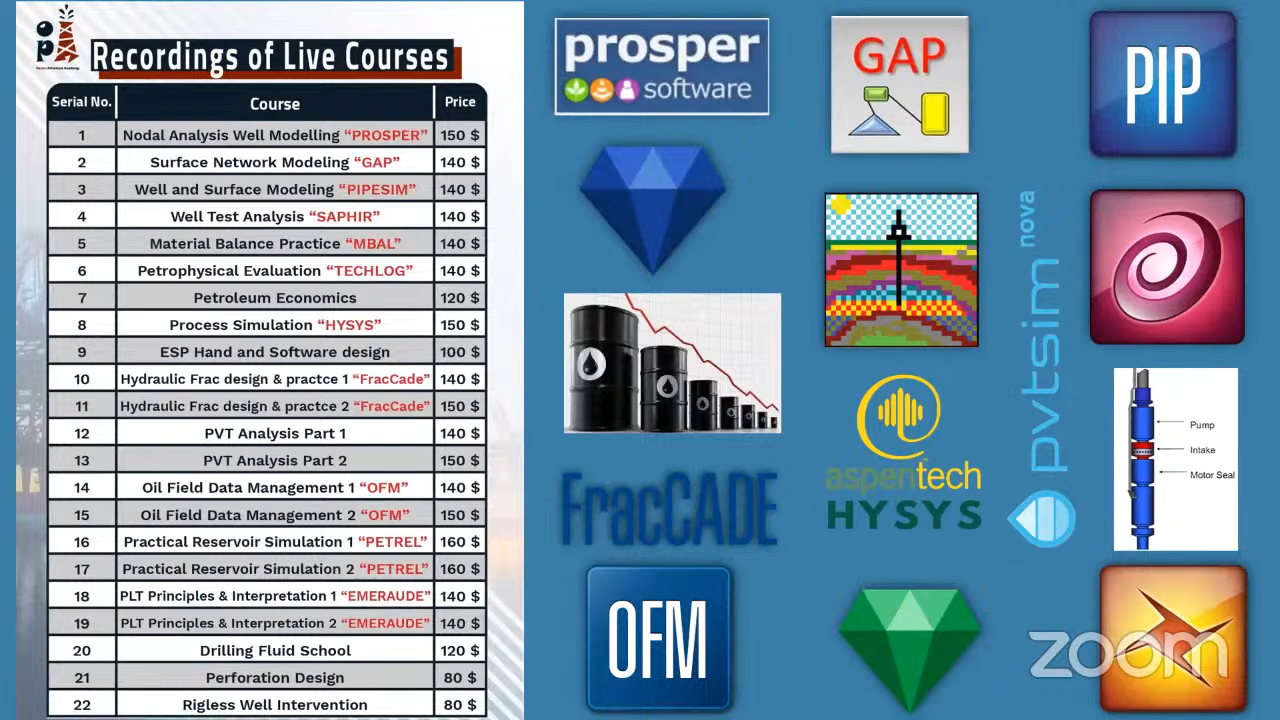 Recordings of Live Courses
Serial No. Course Price
1 Nodal Analysis Well Modelling “PROSPER” 150 $
2 Surface Network Modeling “GAP” 140 $
3 Well and Surface Modeling “PIPESIM” 140 $
4 Well Test Analysis “SAPHIR” 140 $
5 Material Balance Practice “MBAL” 140 $
6 Petrophysical Evaluation “TECHLOG” 140 $
7 Petroleum Economics 120 $
8 Process Simulation “HYSYS” 150 $
9 ESP Hand and Software design 100 $
10 Hydraulic Frac design & practce 1 “FracCade” 140 $
11 Hydraulic Frac design & practce 2 “FracCade” 150 $
12 PVT Analysis Part 1 140 $
13 PVT Analysis Part 2 150 $
14 Oil Field Data Management 1 “OFM” 140 $
15 Oil Field Data Management 2 “OFM” 150 $
16 Practical Reservoir Simulation 1 “PETREL” 160 $
17 Practical Reservoir Simulation 2 “PETREL” 160 $
18 PLT Principles & Interpretation 1 “EMERAUDE” 140 $
19 PLT Principles & Interpretation 2 “EMERAUDE” 140 $
20 Drilling Fluid School 120 $
21 Perforation Design 80 $
22 Rigless Well Intervention 80 $
prosper
software
GAP
PIP
pvtsim nova
Pump
Intake
Motor Seal
aspentech
HYSYS
FracCADE
OFM
zoom